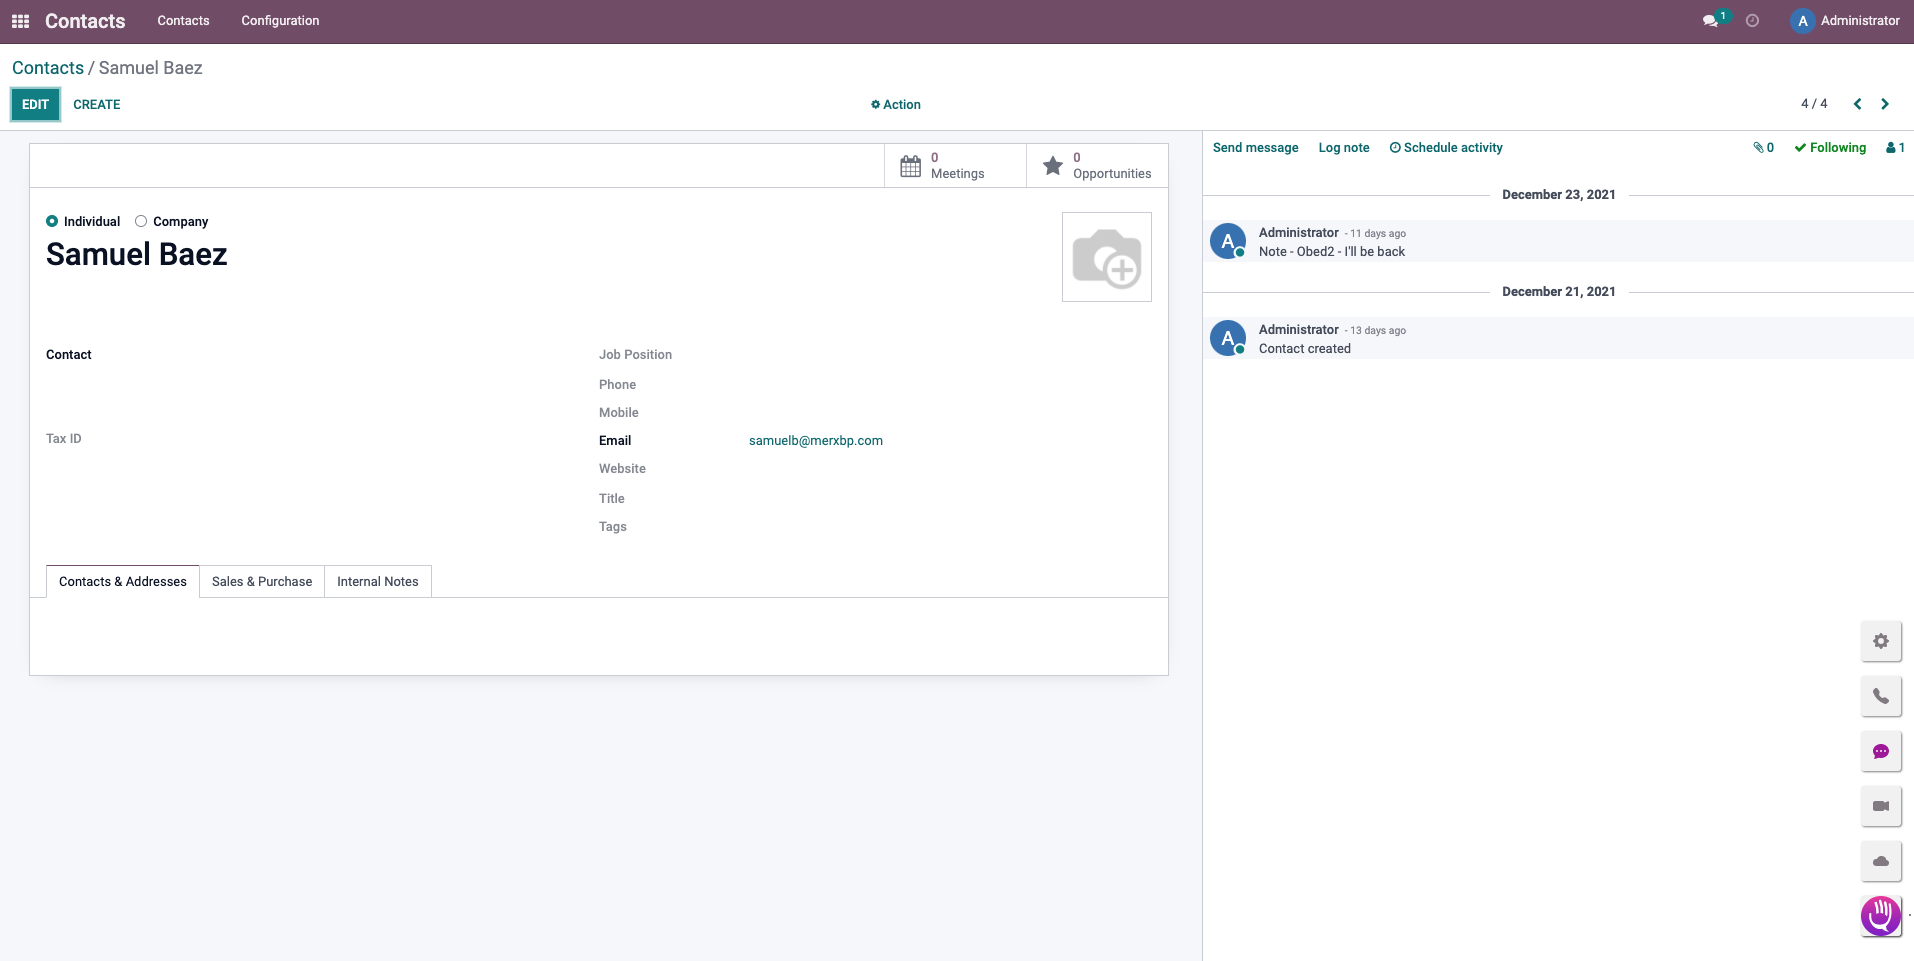 Contacts Contacts Configuration 1 A Administrator
Contacts / Samuel Baez
EDIT CREATE Action 4 / 4
0 Meetings
0 Opportunities
Individual Company
Samuel Baez
Contact
Tax ID
Job Position
Phone
Mobile
Email samuelb@merxbp.com
Website
Title
Tags
Contacts & Addresses Sales & Purchase Internal Notes
Send message Log note Schedule activity 0 Following 1
December 23, 2021
A Administrator - 11 days ago
Note - Obed2 - I'll be back
December 21, 2021
A Administrator - 13 days ago
Contact created